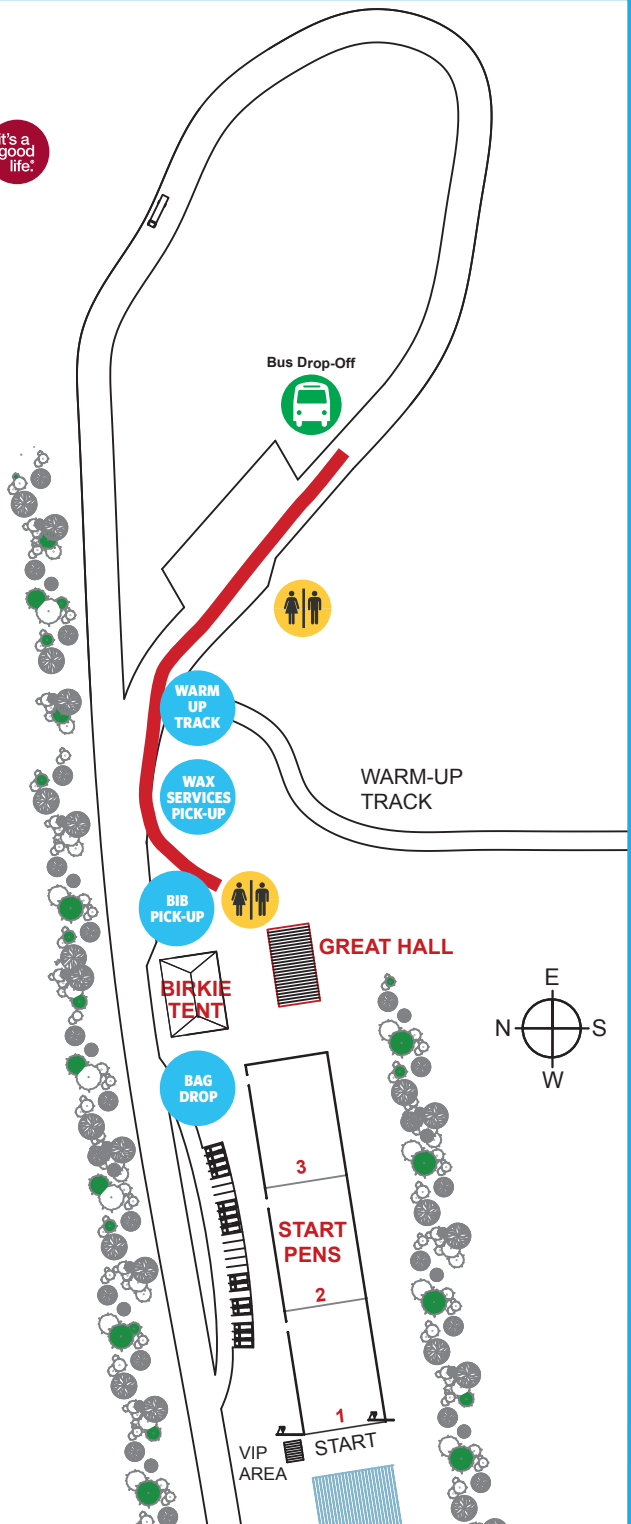 it's a
good
life.®
Bus Drop-Off
WARM
UP
TRACK
WAX
SERVICES
PICK-UP
WARM-UP
TRACK
BIB
PICK-UP
GREAT HALL
BIRKIE
TENT
E
N
S
W
BAG
DROP
3
START
PENS
2
1
START
VIP
AREA